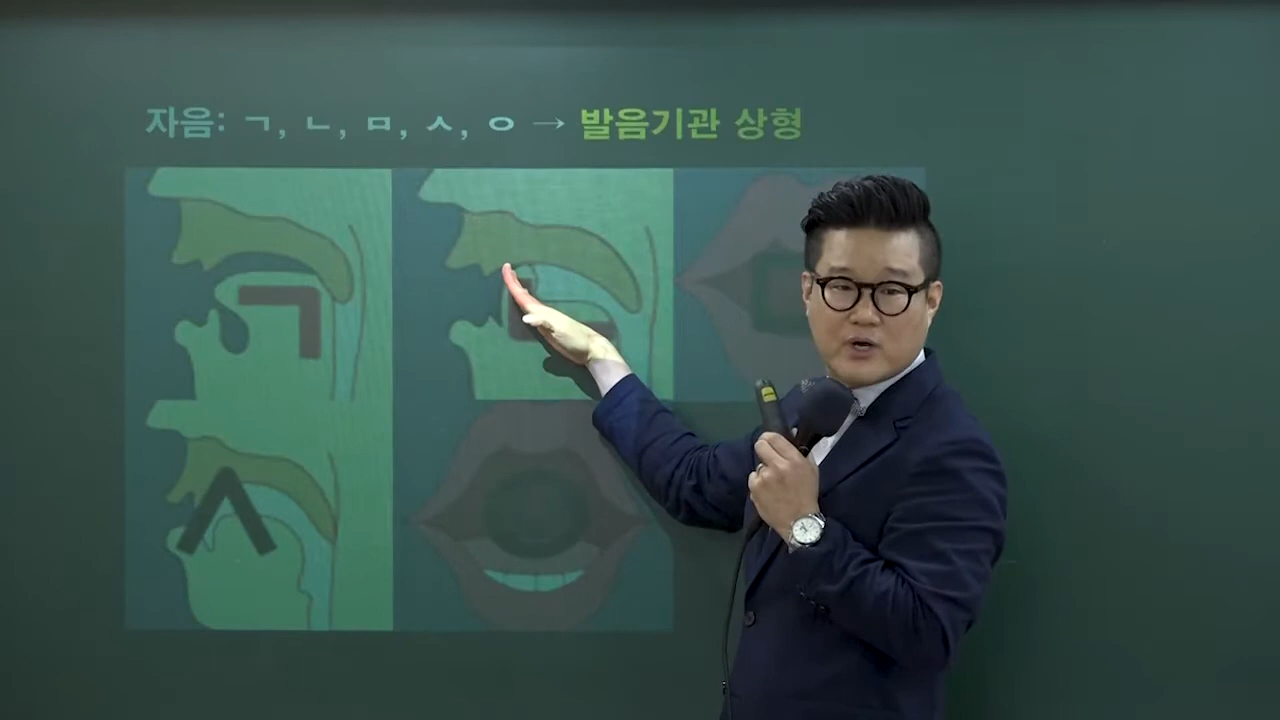 자음: ㄱ, ㄴ, ㅁ, ㅅ, ㅇ → 발음기관 상형
ㄱ
ㄴ
ㅁ
ㅅ
ㅇ